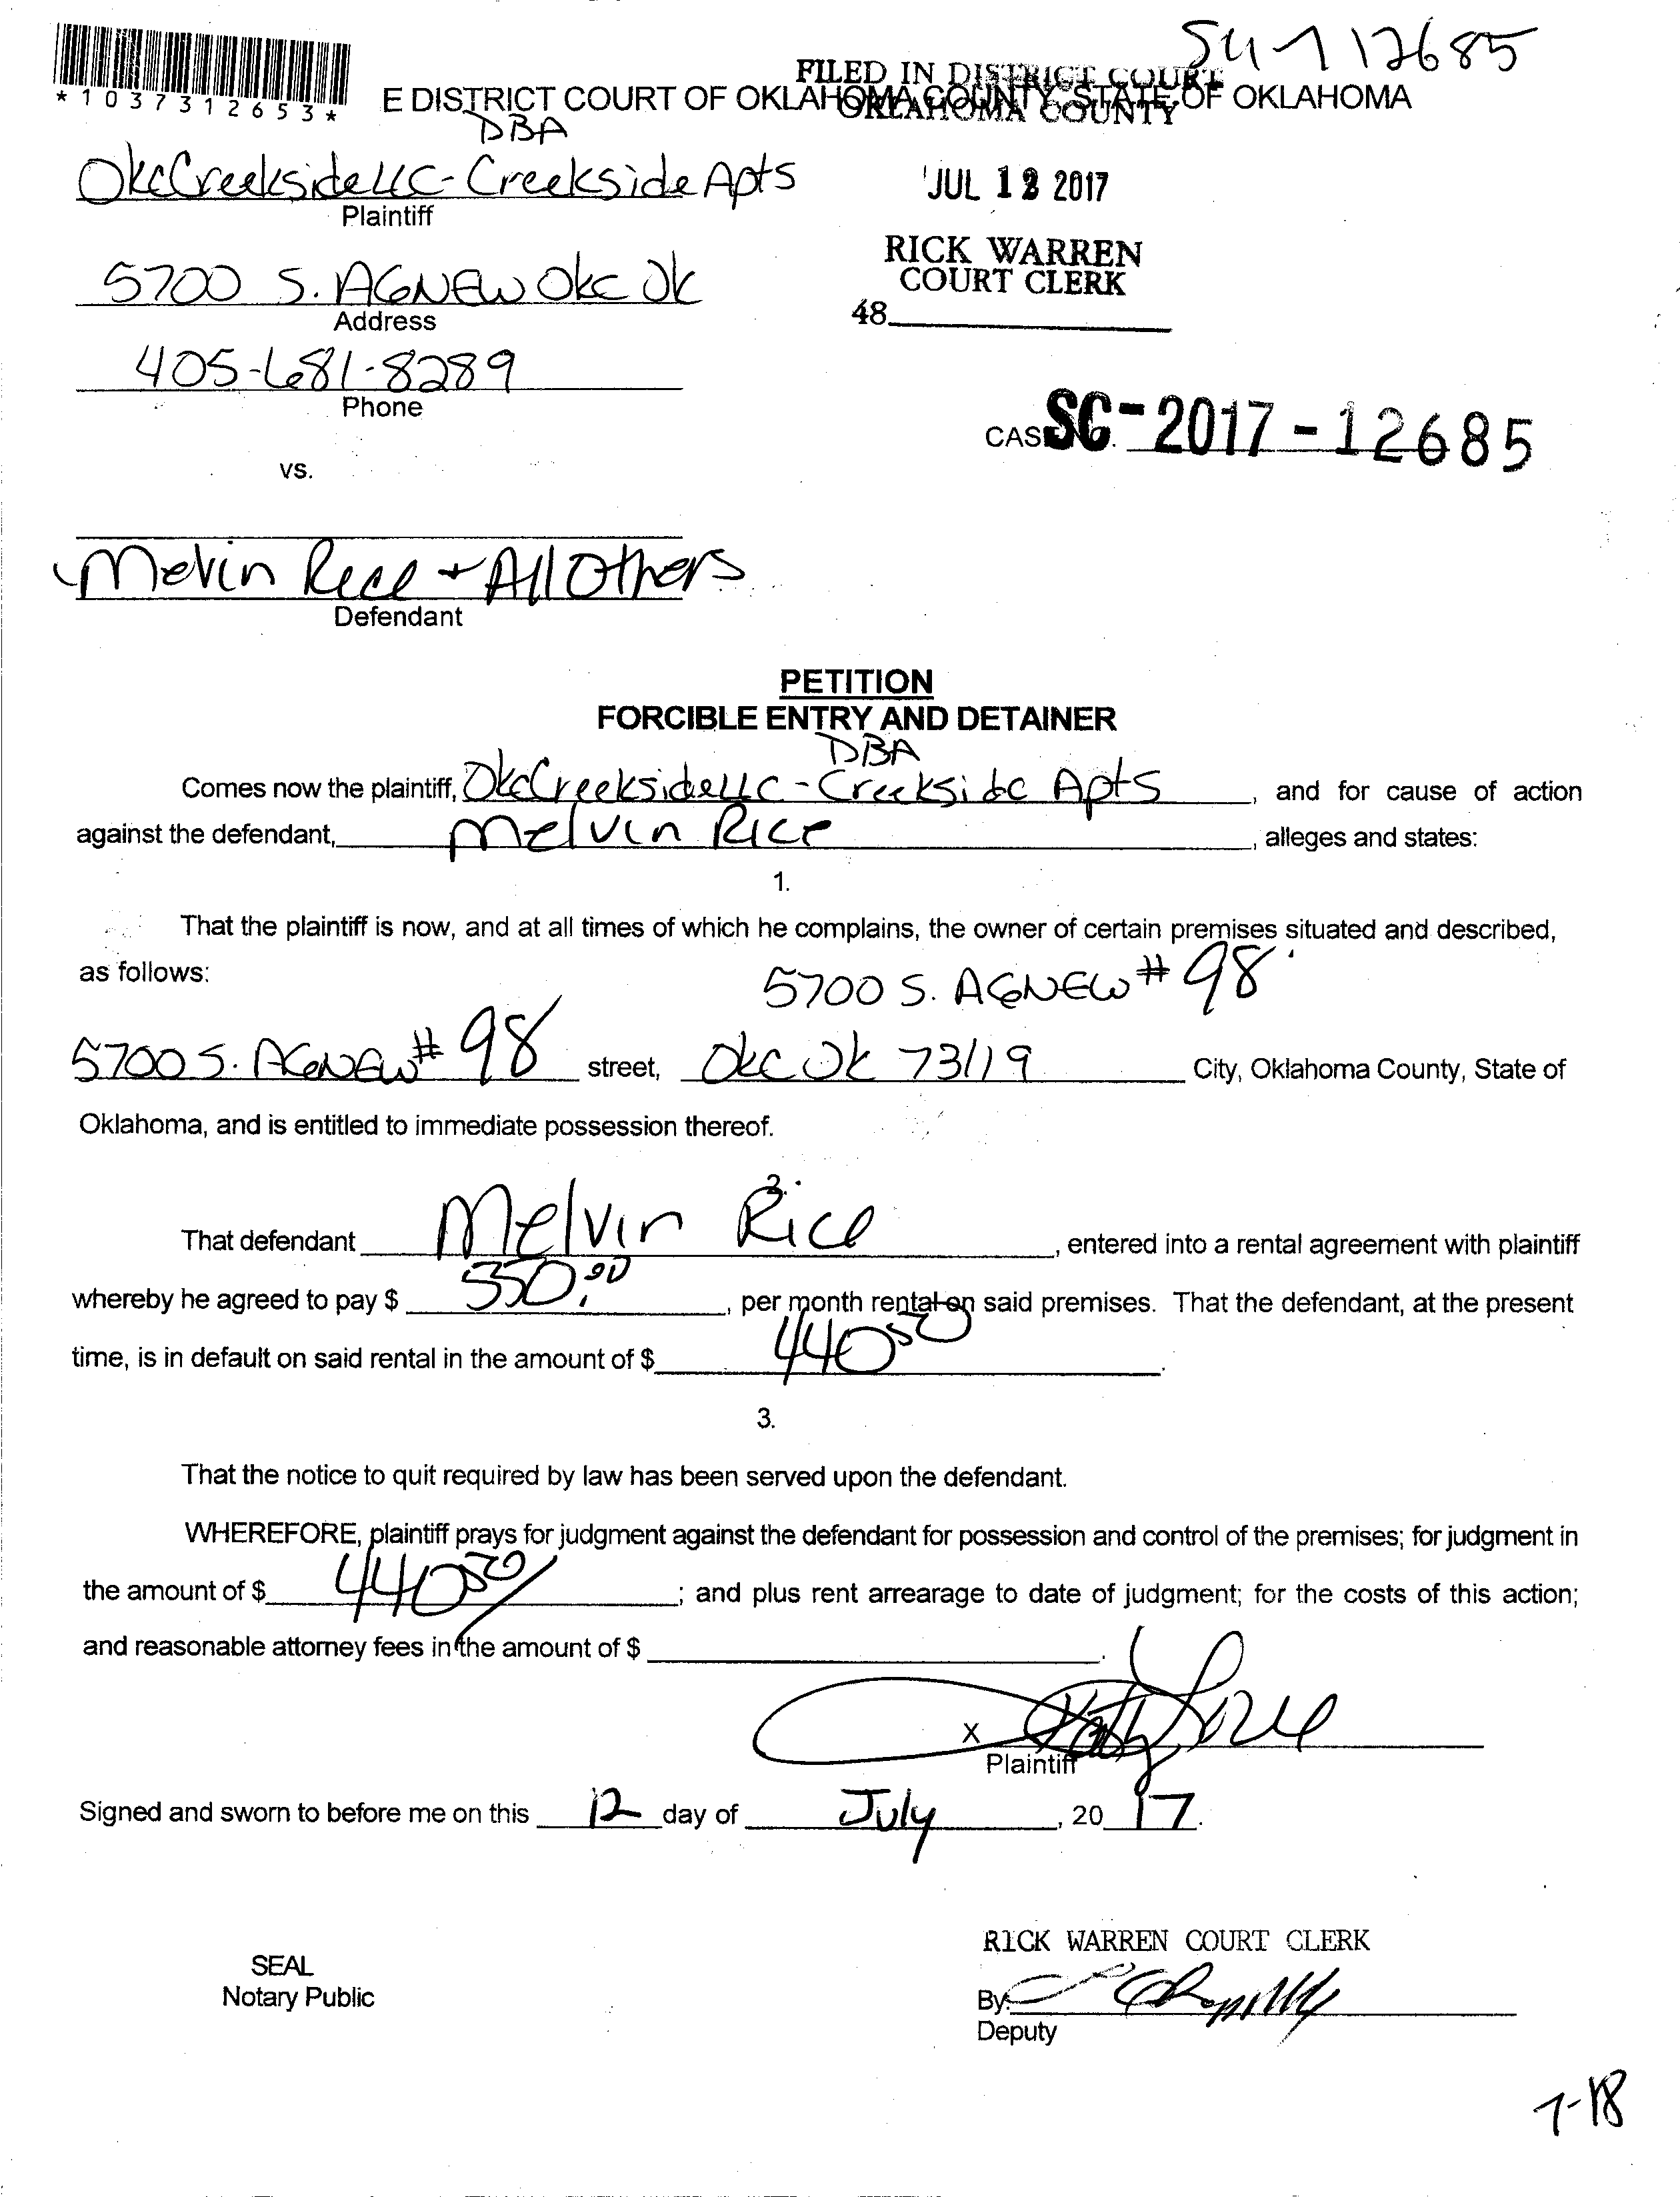 SC-17 12685
FILED IN DISTRICT COURT
OKLAHOMA COUNTY
*1037312653*
E DISTRICT COURT OF OKLAHOMA COUNTY, STATE OF OKLAHOMA
DBA
OkcCreekside LLC - Creekside Apts
Plaintiff
JUL 12 2017
5700 S. AGNEW Okc Ok
Address
RICK WARREN
COURT CLERK
48
405-681-8289
Phone
CASE NO. SC-2017-12685
vs.
Melvin Rice + All Others
Defendant
PETITION
FORCIBLE ENTRY AND DETAINER
DBA
Comes now the plaintiff, OkcCreekside LLC - Creekside Apts, and for cause of action
against the defendant, Melvin Rice, alleges and states:
1.
That the plaintiff is now, and at all times of which he complains, the owner of certain premises situated and described,
as follows:
5700 S. AGNEW # 98
5700 S. AGNEW # 98 street, Okc Ok 73119 City, Oklahoma County, State of
Oklahoma, and is entitled to immediate possession thereof.
2.
That defendant Melvin Rice, entered into a rental agreement with plaintiff
whereby he agreed to pay $ 550.00, per month rental on said premises. That the defendant, at the present
time, is in default on said rental in the amount of $ 440.50.
3.
That the notice to quit required by law has been served upon the defendant.
WHEREFORE, plaintiff prays for judgment against the defendant for possession and control of the premises; for judgment in
the amount of $ 440.50; and plus rent arrearage to date of judgment; for the costs of this action;
and reasonable attorney fees in the amount of $.
X
Plaintiff
Signed and sworn to before me on this 12 day of July, 2017.
RICK WARREN COURT CLERK
SEAL
Notary Public
By:
Deputy
7-18